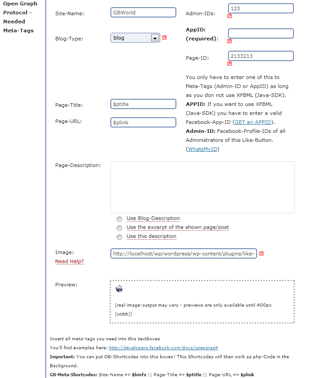 Open Graph
Protocol -
Needed
Meta-Tags
Site-Name:
GBWorld
Admin-IDs:
123
Blog-Type:
blog
AppID:
(required):
Page-ID:
2133213
You only have to enter one of this to
Meta-Tags (Admin-ID or AppID) as long
as you don not use XFBML (Java-SDK).
APPID: If you want to use XFBML
(Java-SDK) you have to enter a valid
Facebook-App-ID (GET an APPID).
Admin-ID: Facebook-Profile-IDs of all
Administrators of this Like-Button.
(WhatsMyID)
Page-Title:
$ptitle
Page-URL:
$plink
Page-Description:
Use Blog-Description
Use the excerpt of the shown page/post
Use this description
Image:
http://localhost/wp/wordpress/wp-content/plugins/like-
Need Help?
Preview:
(real image-output may vary - previews are only available until 400px
(width))
Insert all meta-tags you need into this textboxes
You'll find examples here: http://developers.facebook.com/docs/opengraph
Important: You can put GB-Shortcodes into this boxes! This Shortcodes will then work as php-Code in the
Background.
GB-Meta-Shortcodes: Site-Name => $binfo || Page-Title => $ptitle || Page-URL => $plink